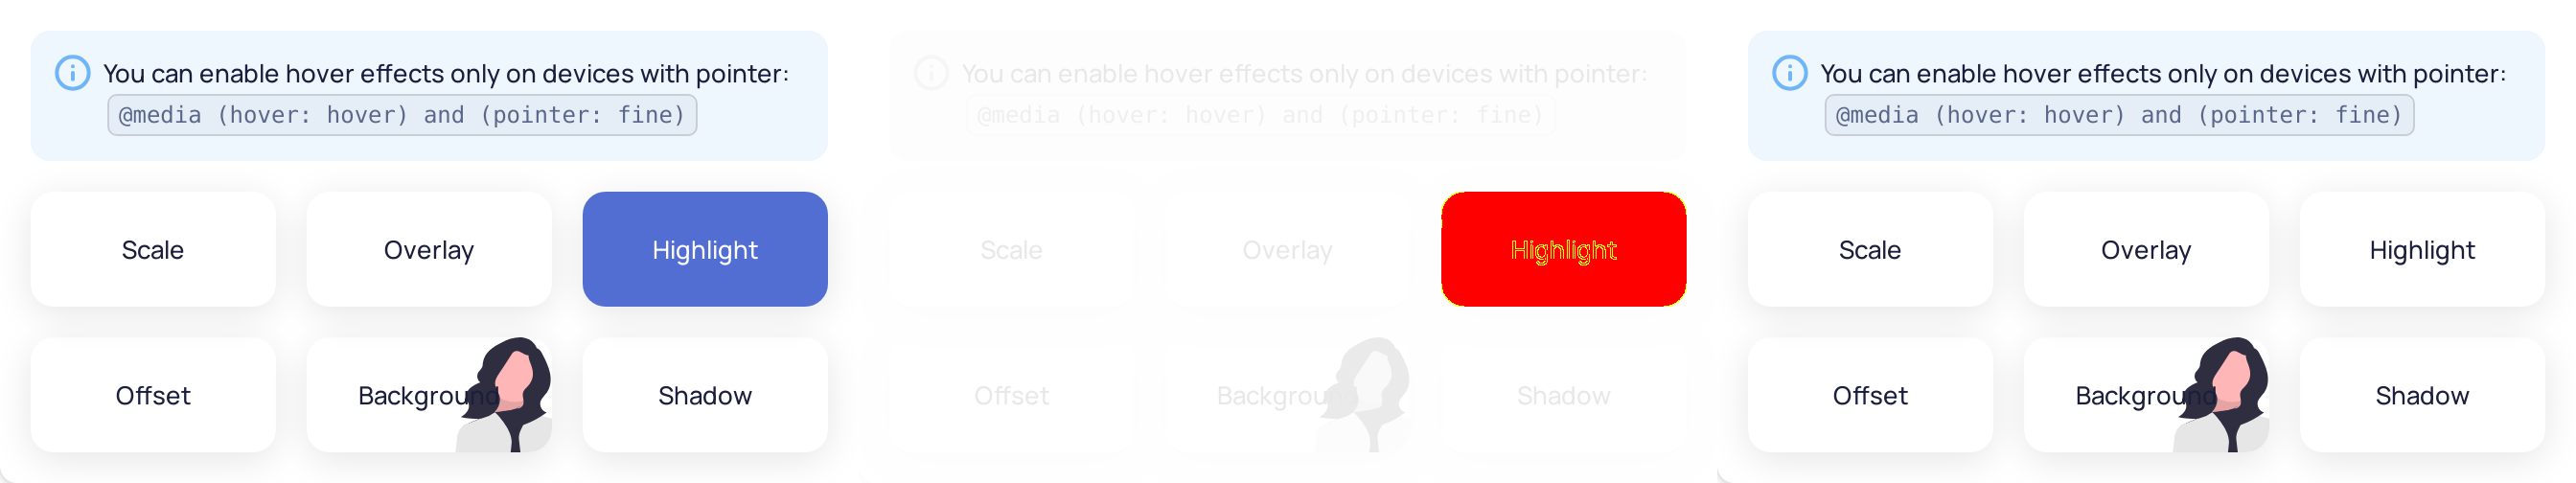 You can enable hover effects only on devices with pointer:
@media (hover: hover) and (pointer: fine)
Scale Overlay Highlight
Offset Background Shadow
You can enable hover effects only on devices with pointer:
@media (hover: hover) and (pointer: fine)
Scale Overlay Highlight
Offset Background Shadow
You can enable hover effects only on devices with pointer:
@media (hover: hover) and (pointer: fine)
Scale Overlay Highlight
Offset Background Shadow